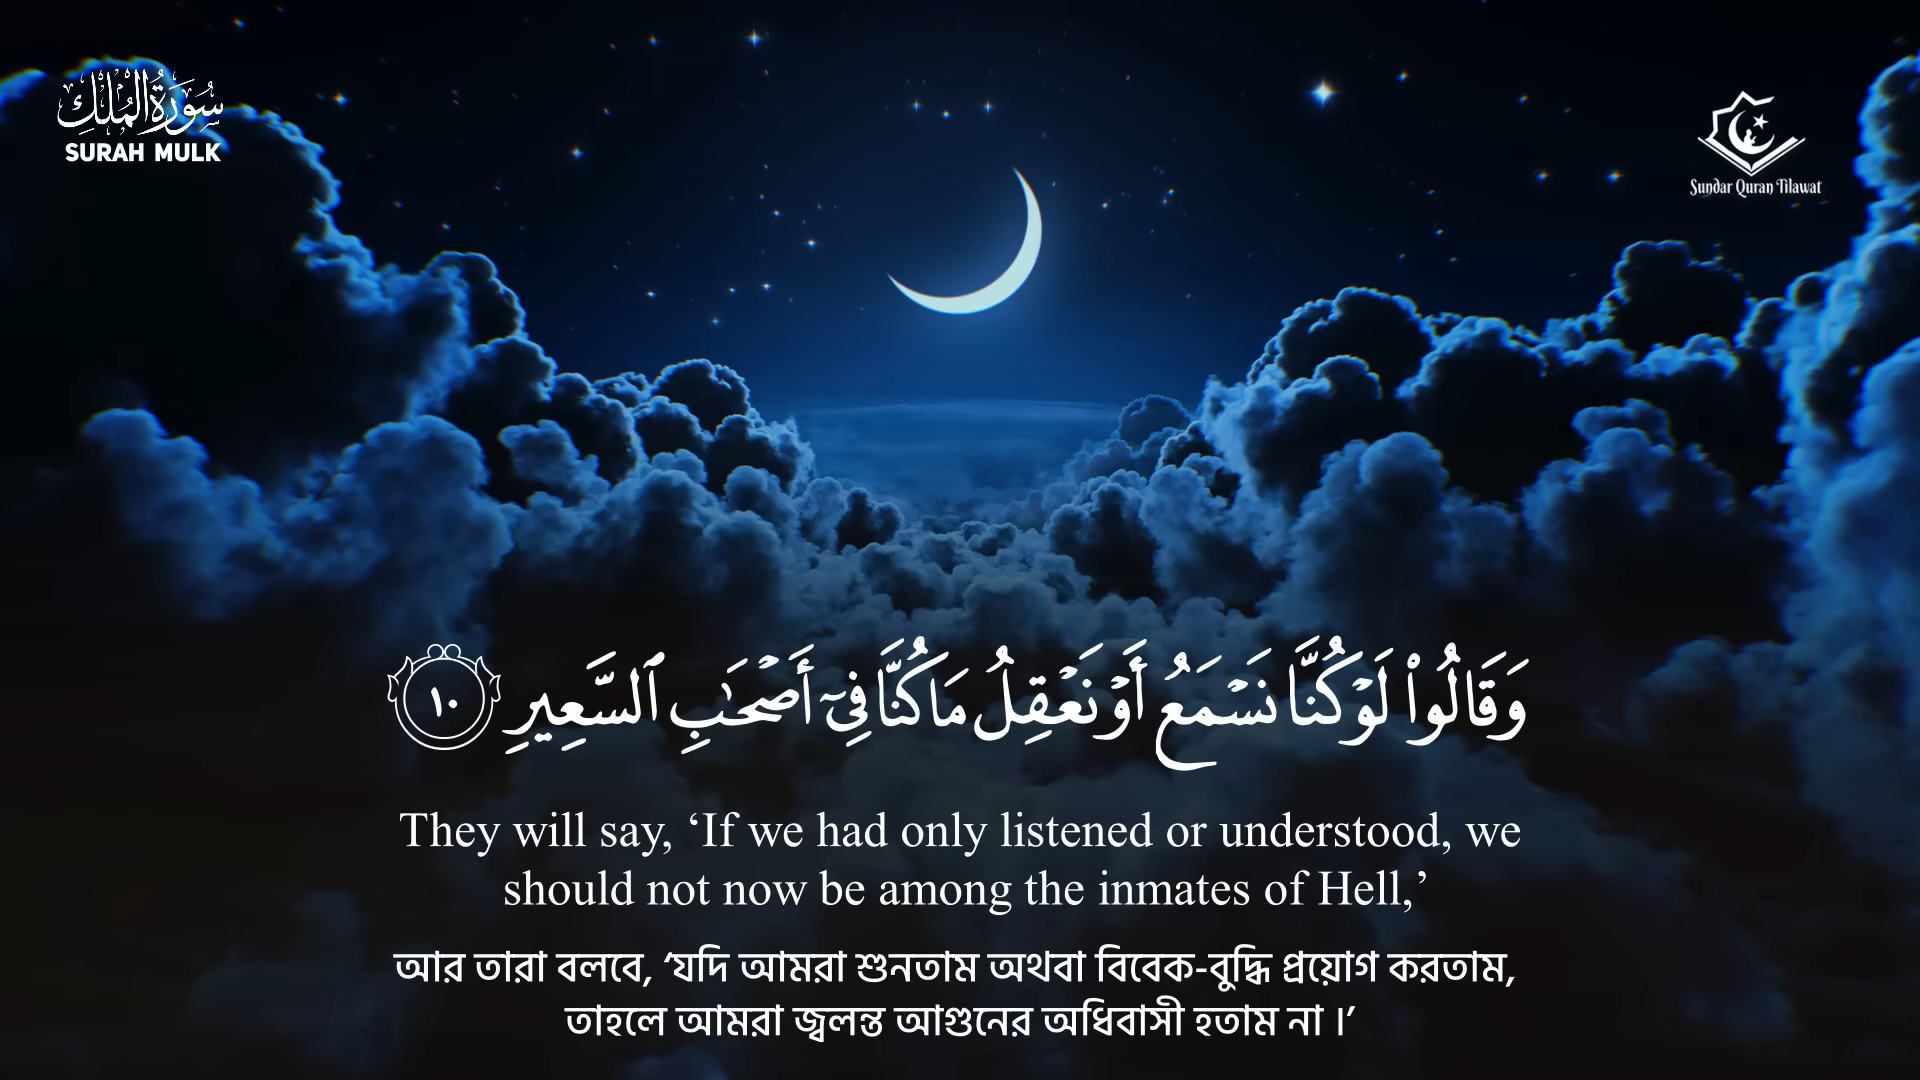 سُورَةُ الْمُلْكِ
SURAH MULK
Sundar Quran Tilawat
وَقَالُوا۟ لَوْ كُنَّا نَسْمَعُ أَوْ نَعْقِلُ مَا كُنَّا فِىٓ أَصْحَـٰبِ ٱلسَّعِيرِ ١٠
They will say, ‘If we had only listened or understood, we
should not now be among the inmates of Hell,’
আর তারা বলবে, ‘যদি আমরা শুনতাম অথবা বিবেক-বুদ্ধি প্রয়োগ করতাম,
তাহলে আমরা জ্বলন্ত আগুনের অধিবাসী হতাম না।’